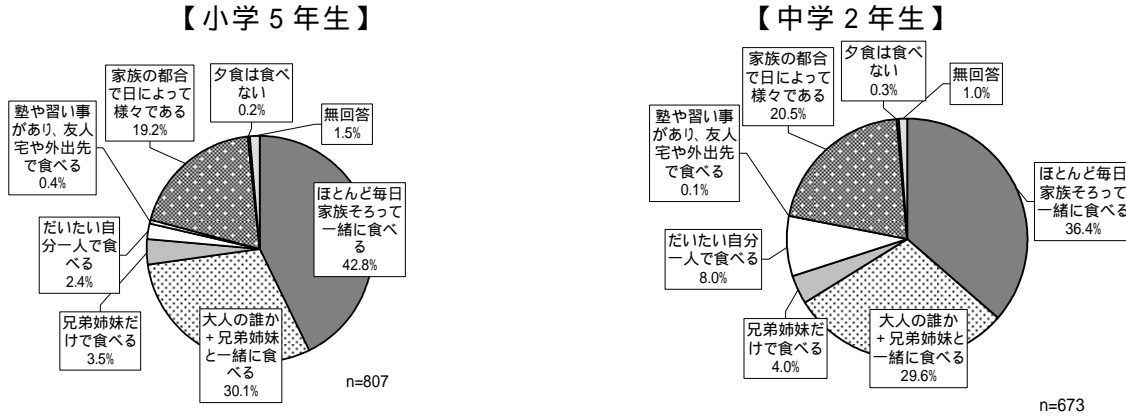 【小学5年生】
家族の都合
で日によって
様々である
19.2%
夕食は食べ
ない
0.2%
無回答
1.5%
塾や習い事
があり、友人
宅や外出先
で食べる
0.4%
ほとんど毎日
家族そろって
一緒に食べ
る
42.8%
だいたい自
分一人で食
べる
2.4%
兄弟姉妹だ
けで食べる
3.5%
大人の誰か
+兄弟姉妹
と一緒に食
べる
30.1%
n=807
【中学2年生】
家族の都合
で日によって
様々である
20.5%
夕食は食べ
ない
0.3%
無回答
1.0%
塾や習い事
があり、友人
宅や外出先
で食べる
0.1%
ほとんど毎日
家族そろって
一緒に食べる
36.4%
だいたい自分
一人で食べる
8.0%
兄弟姉妹だ
けで食べる
4.0%
大人の誰か
+兄弟姉妹と
一緒に食べる
29.6%
n=673